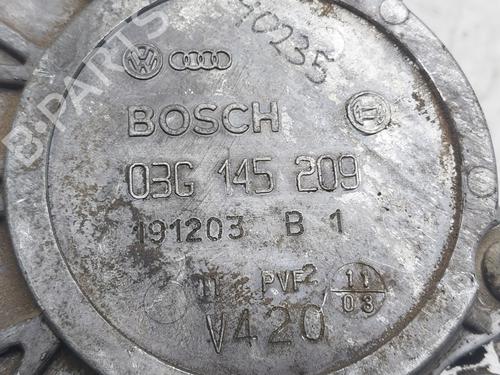 40235
BOSCH
03G 145 209
191203 B 1
PVF2 11
03
V420
B-PARTS